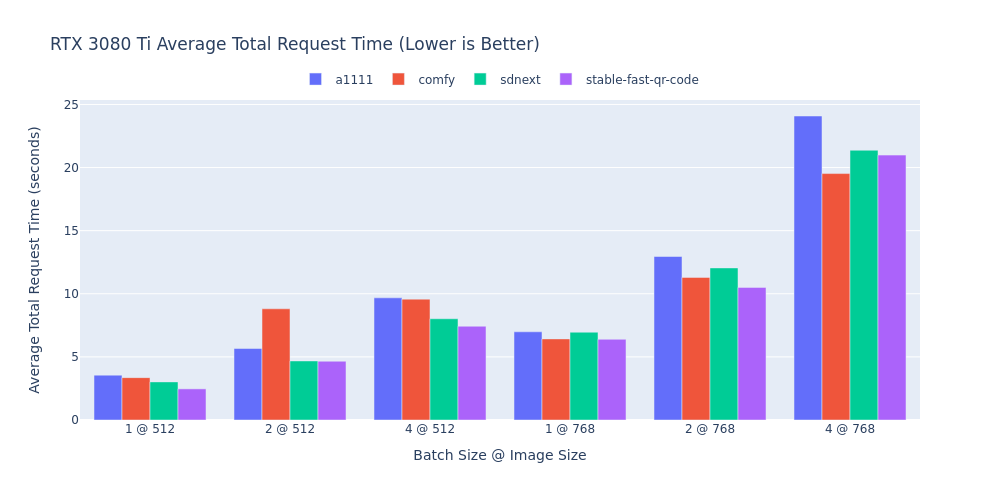 RTX 3080 Ti Average Total Request Time (Lower is Better)
a1111 comfy sdnext stable-fast-qr-code
Average Total Request Time (seconds)
25
20
15
10
5
0
1 @ 512 2 @ 512 4 @ 512 1 @ 768 2 @ 768 4 @ 768
Batch Size @ Image Size